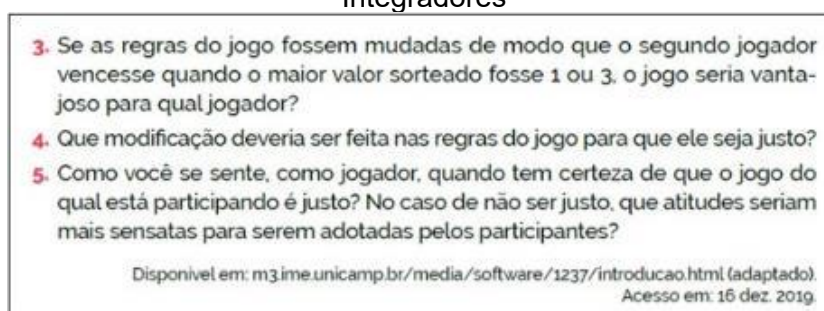 Integradores
3. Se as regras do jogo fossem mudadas de modo que o segundo jogador
vencesse quando o maior valor sorteado fosse 1 ou 3, o jogo seria vanta-
joso para qual jogador?
4. Que modificação deveria ser feita nas regras do jogo para que ele seja justo?
5. Como você se sente, como jogador, quando tem certeza de que o jogo do
qual está participando é justo? No caso de não ser justo, que atitudes seriam
mais sensatas para serem adotadas pelos participantes?
Disponível em: m3.ime.unicamp.br/media/software/1237/introducao.html (adaptado).
Acesso em: 16 dez. 2019.